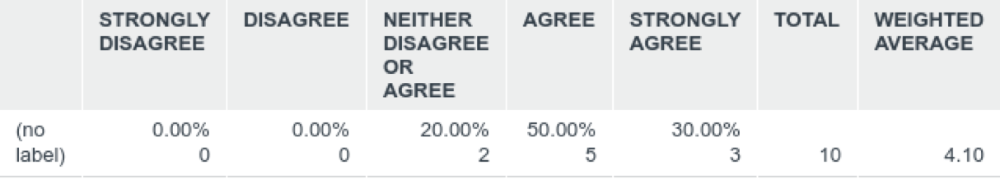 STRONGLY DISAGREE NEITHER AGREE STRONGLY TOTAL WEIGHTED
DISAGREE DISAGREE AGREE AVERAGE
OR
AGREE
(no 0.00% 0.00% 20.00% 50.00% 30.00%
label) 0 0 2 5 3 10 4.10